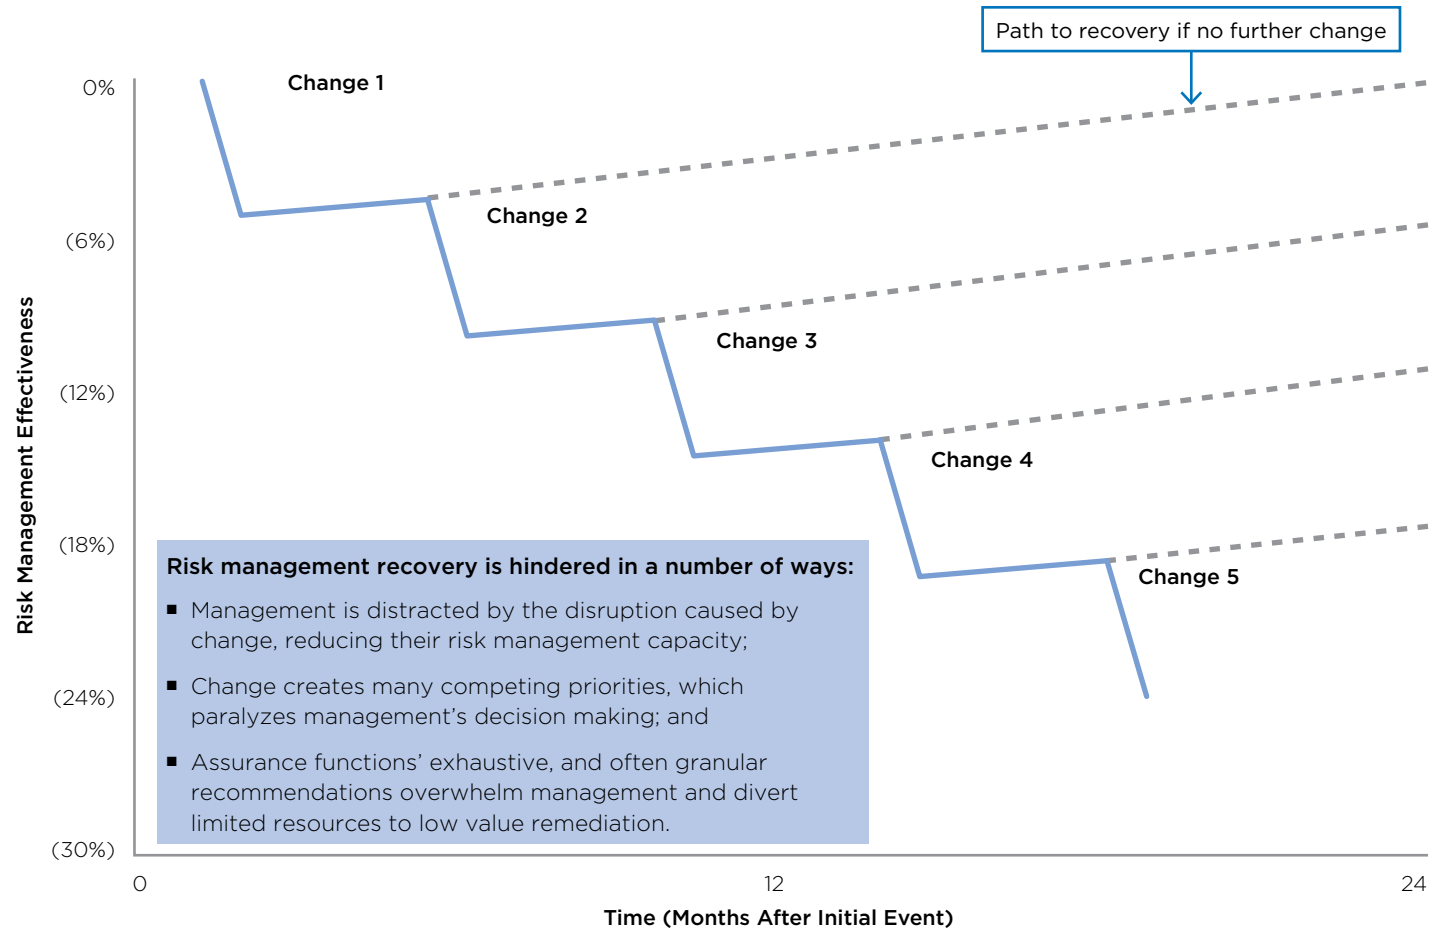 Path to recovery if no further change
Change 1
Change 2
Change 3
Change 4
Change 5
Risk Management Effectiveness
0%
(6%)
(12%)
(18%)
(24%)
(30%)
Risk management recovery is hindered in a number of ways:
■ Management is distracted by the disruption caused by
change, reducing their risk management capacity;
■ Change creates many competing priorities, which
paralyzes management’s decision making; and
■ Assurance functions’ exhaustive, and often granular
recommendations overwhelm management and divert
limited resources to low value remediation.
0
12
24
Time (Months After Initial Event)